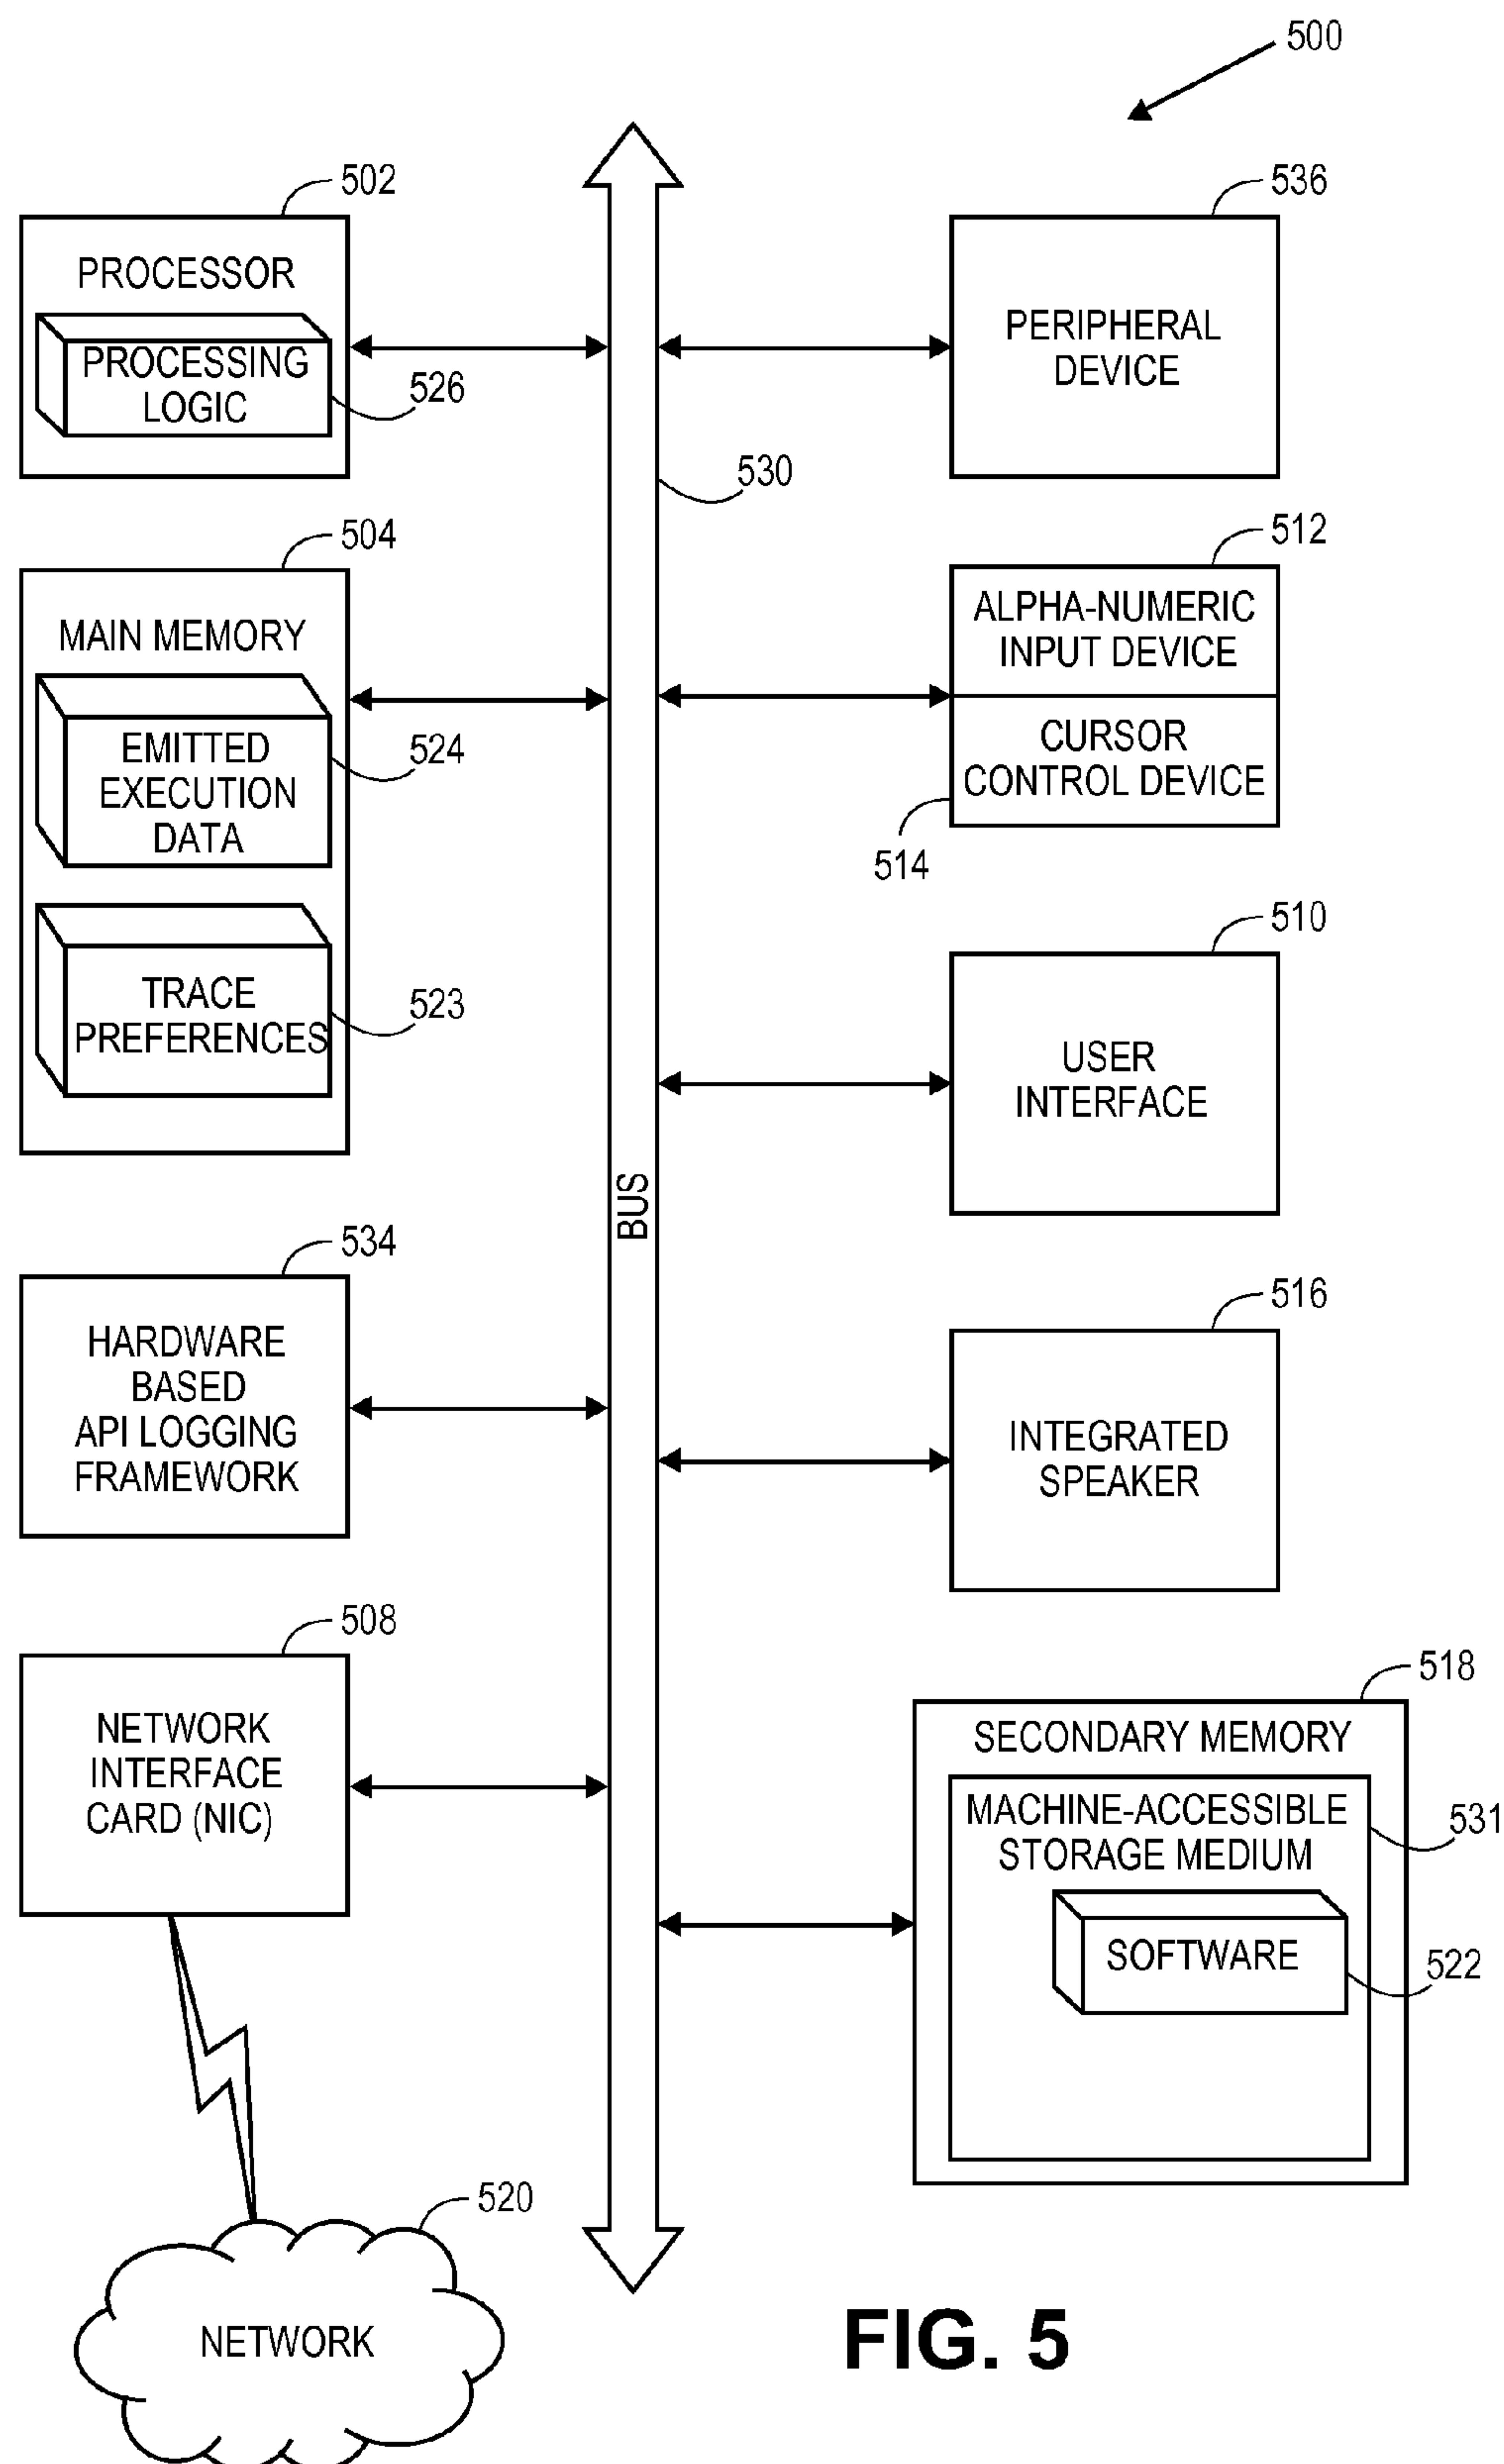 500
502
PROCESSOR
PROCESSING
LOGIC
526
504
MAIN MEMORY
EMITTED
EXECUTION
DATA
524
TRACE
PREFERENCES
523
534
HARDWARE
BASED
API LOGGING
FRAMEWORK
508
NETWORK
INTERFACE
CARD (NIC)
520
NETWORK
530
BUS
536
PERIPHERAL
DEVICE
512
ALPHA-NUMERIC
INPUT DEVICE
CURSOR
CONTROL DEVICE
514
510
USER
INTERFACE
516
INTEGRATED
SPEAKER
518
SECONDARY MEMORY
MACHINE-ACCESSIBLE
STORAGE MEDIUM
531
SOFTWARE
522
FIG. 5